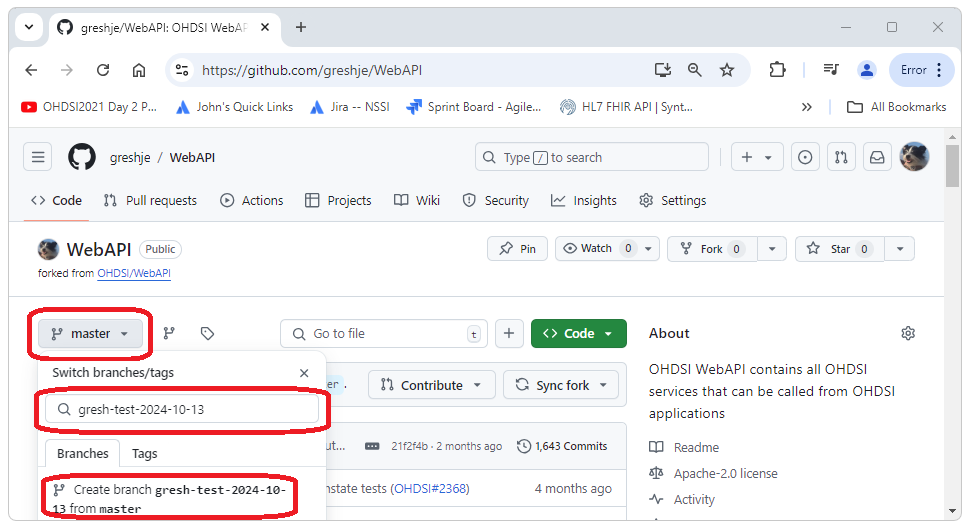 greshje/WebAPI: OHDSI WebAP
https://github.com/greshje/WebAPI
Error
OHDSI2021 Day 2 P...
John's Quick Links
Jira -- NSSI
Sprint Board - Agile...
HL7 FHIR API | Synt...
All Bookmarks
greshje / WebAPI
Type / to search
Code
Pull requests
Actions
Projects
Wiki
Security
Insights
Settings
WebAPI
Public
Pin
Watch 0
Fork 0
Star 0
forked from OHDSI/WebAPI
master
Go to file
t
Code
About
Switch branches/tags
Contribute
Sync fork
OHDSI WebAPI contains all OHDSI
services that can be called from OHDSI
applications
gresh-test-2024-10-13
Branches
Tags
21f2f4b · 2 months ago
1,643 Commits
Readme
Apache-2.0 license
Activity
Create branch gresh-test-2024-10-
13 from master
nstate tests (OHDSI#2368)
4 months ago